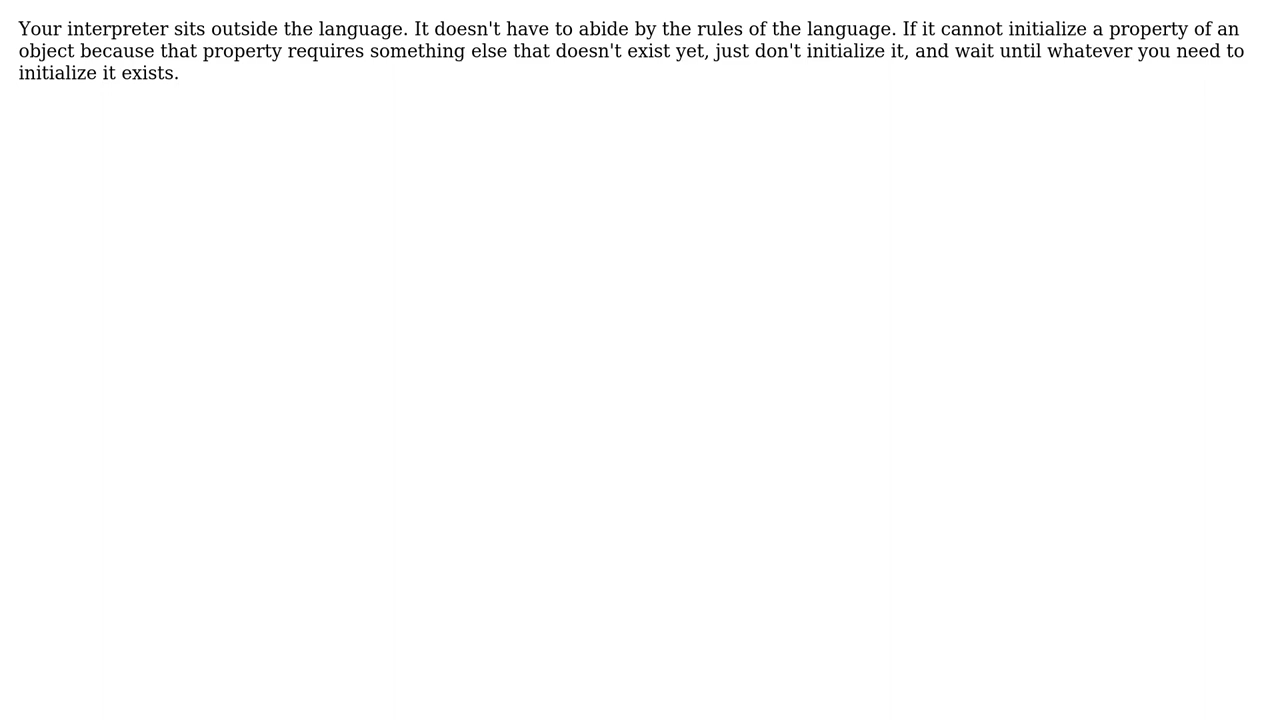 Your interpreter sits outside the language. It doesn't have to abide by the rules of the language. If it cannot initialize a property of an
object because that property requires something else that doesn't exist yet, just don't initialize it, and wait until whatever you need to
initialize it exists.